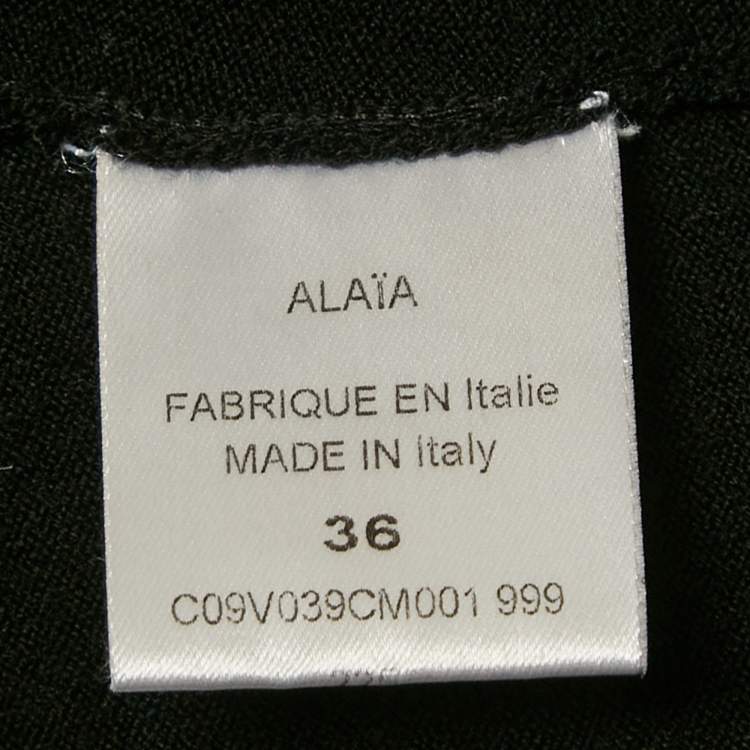 ALAÏA
FABRIQUE EN Italie
MADE IN Italy
36
C09V039CM001 999